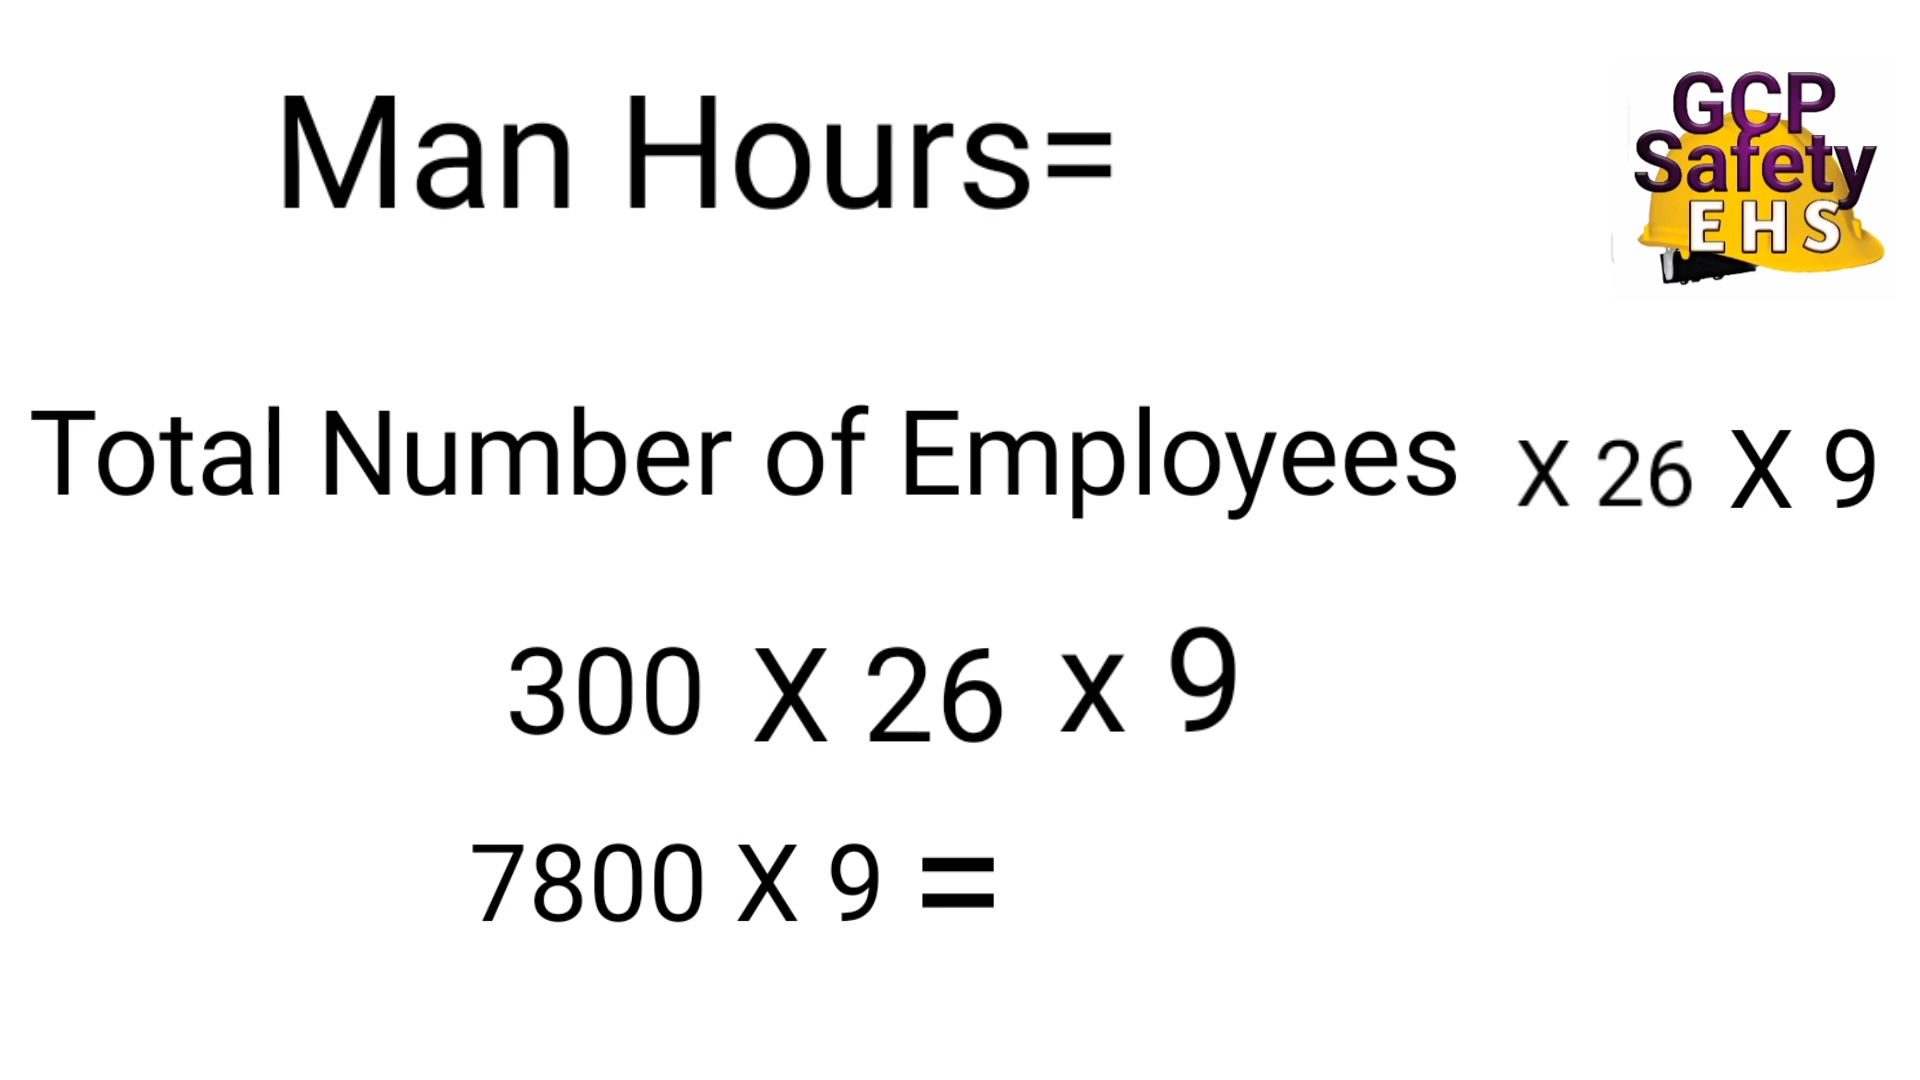 Man Hours=
GCP
Safety
EHS
Total Number of Employees X 26 X 9
300 X 26 x 9
7800 X 9 =